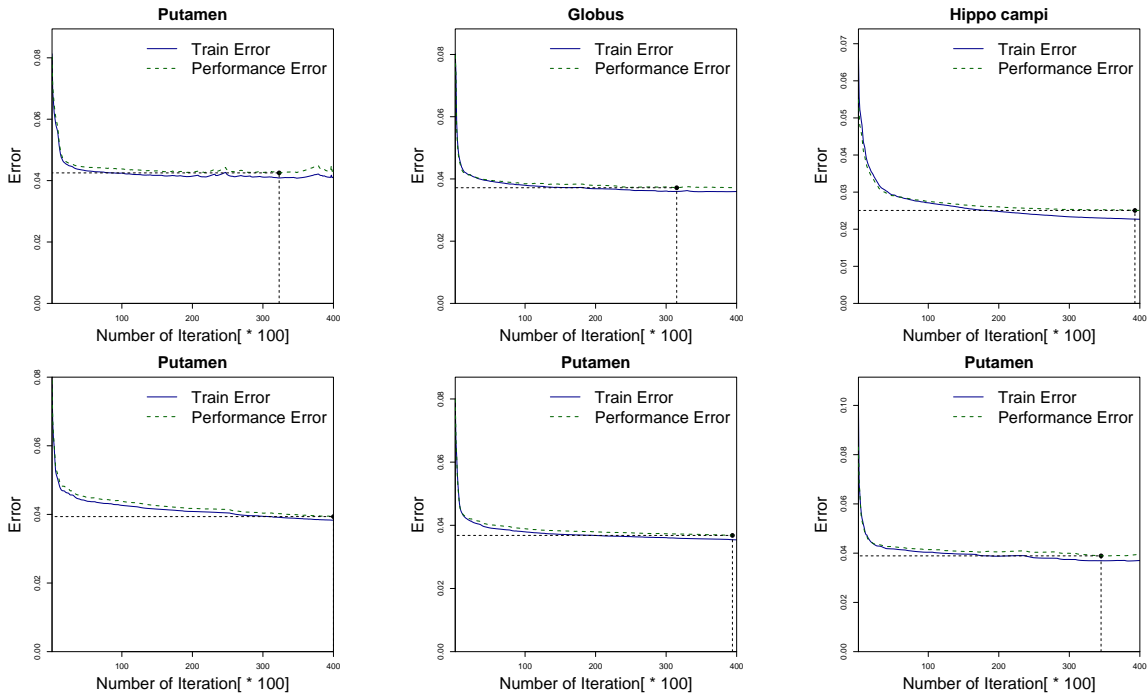 Putamen
Train Error
Performance Error
Error
0.00 0.02 0.04 0.06 0.08
100 200 300 400
Number of Iteration[ * 100]
Globus
Train Error
Performance Error
Error
0.00 0.02 0.04 0.06 0.08
100 200 300 400
Number of Iteration[ * 100]
Hippo campi
Train Error
Performance Error
Error
0.00 0.01 0.02 0.03 0.04 0.05 0.06 0.07
100 200 300 400
Number of Iteration[ * 100]
Putamen
Train Error
Performance Error
Error
0.00 0.02 0.04 0.06 0.08
100 200 300 400
Number of Iteration[ * 100]
Putamen
Train Error
Performance Error
Error
0.00 0.02 0.04 0.06 0.08
100 200 300 400
Number of Iteration[ * 100]
Putamen
Train Error
Performance Error
Error
0.00 0.02 0.04 0.06 0.08 0.10
100 200 300 400
Number of Iteration[ * 100]